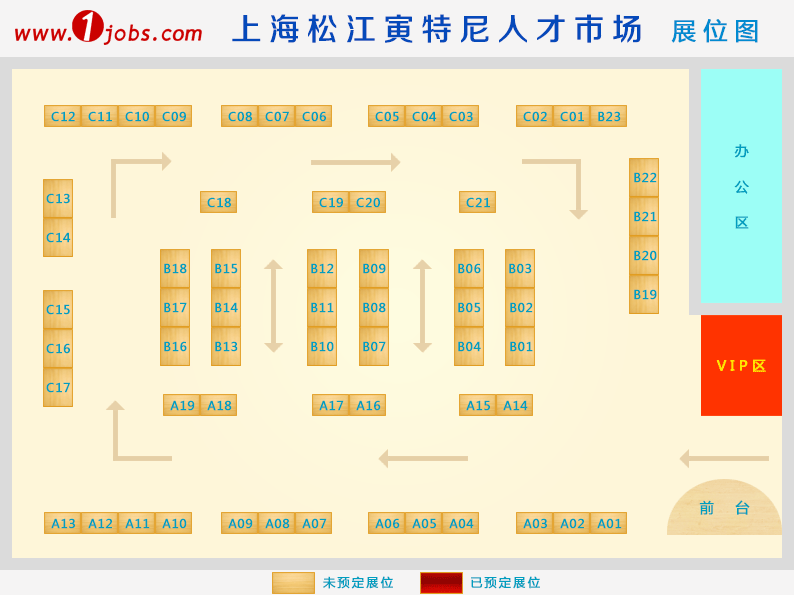 www.1jobs.com 上海松江寅特尼人才市场 展位图
C12 C11 C10 C09 C08 C07 C06 C05 C04 C03 C02 C01 B23
办公区
B22
B21
B20
B19
C13
C14
C18 C19 C20 C21
C15
C16
C17
B18 B15 B12 B09 B06 B03
B17 B14 B11 B08 B05 B02
B16 B13 B10 B07 B04 B01
VIP区
A19 A18 A17 A16 A15 A14
前台
A13 A12 A11 A10 A09 A08 A07 A06 A05 A04 A03 A02 A01
未预定展位 已预定展位